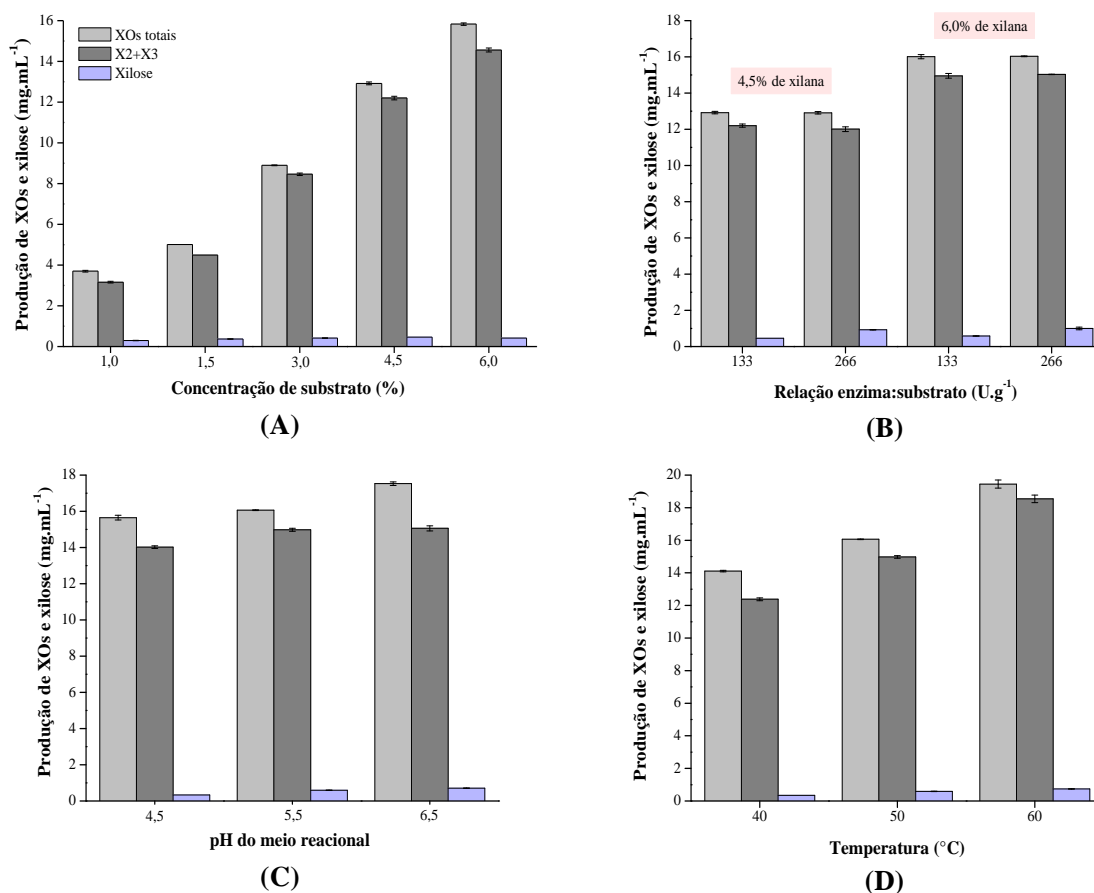 XOs totais
X2+X3
Xilose
Produção de XOs e xilose (mg.mL⁻¹)
16
14
12
10
8
6
4
2
0
1,0 1,5 3,0 4,5 6,0
Concentração de substrato (%)
(A)
6,0% de xilana
4,5% de xilana
Produção de XOs e xilose (mg.mL⁻¹)
18
16
14
12
10
8
6
4
2
0
133 266 133 266
Relação enzima:substrato (U.g⁻¹)
(B)
Produção de XOs e xilose (mg.mL⁻¹)
18
16
14
12
10
8
6
4
2
0
4,5 5,5 6,5
pH do meio reacional
(C)
Produção de XOs e xilose (mg.mL⁻¹)
20
18
16
14
12
10
8
6
4
2
0
40 50 60
Temperatura (°C)
(D)